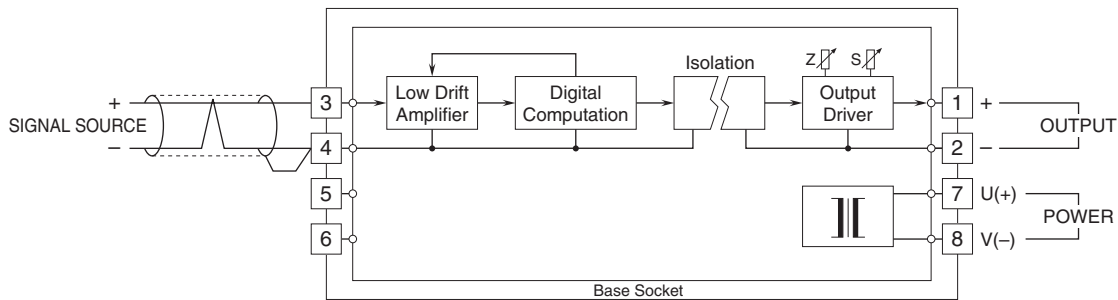 Isolation
Z S
Low Drift
Amplifier
Digital
Computation
Output
Driver
+ 3 1 +
SIGNAL SOURCE OUTPUT
– 4 2 –
5 7 U(+)
POWER
6 8 V(–)
Base Socket